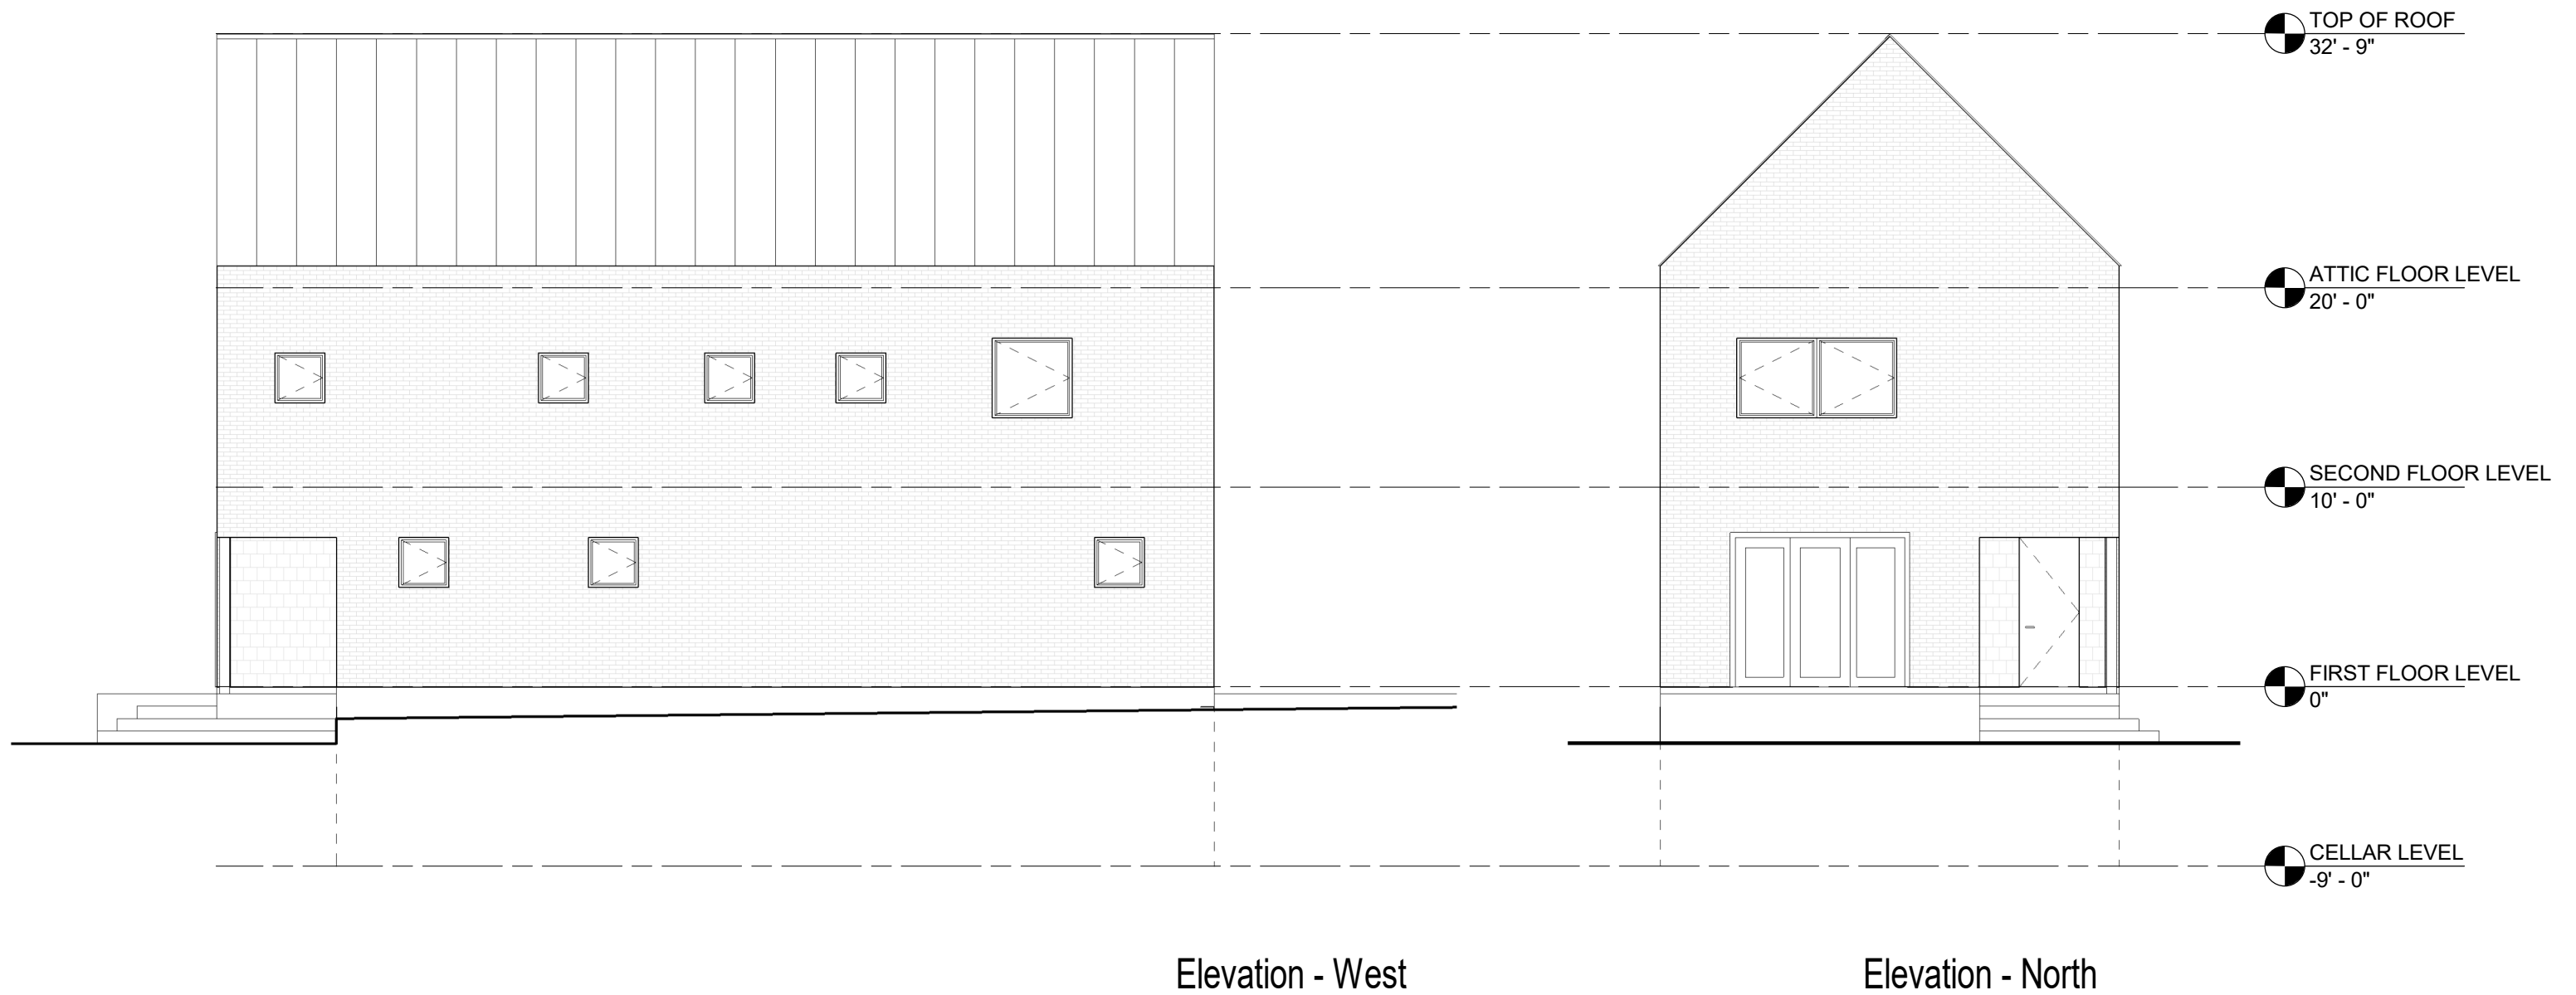 TOP OF ROOF
32' - 9"
ATTIC FLOOR LEVEL
20' - 0"
SECOND FLOOR LEVEL
10' - 0"
FIRST FLOOR LEVEL
0"
CELLAR LEVEL
-9' - 0"
Elevation - West
Elevation - North